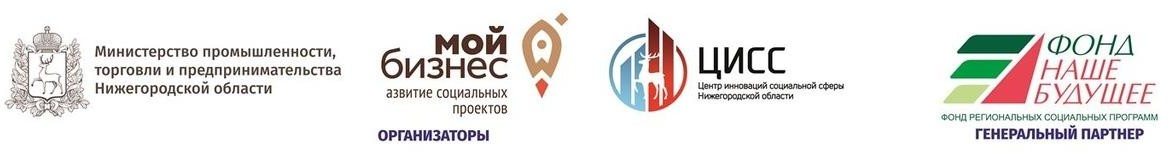 Министерство промышленности,
торговли и предпринимательства
Нижегородской области
МОЙ
бизнес
азвитие социальных
проектов
ОРГАНИЗАТОРЫ
ЦИСС
Центр инноваций социальной сферы
Нижегородской области
ФОНД
НАШЕ
БУДУЩЕЕ
ФОНД РЕГИОНАЛЬНЫХ СОЦИАЛЬНЫХ ПРОГРАММ
ГЕНЕРАЛЬНЫЙ ПАРТНЕР